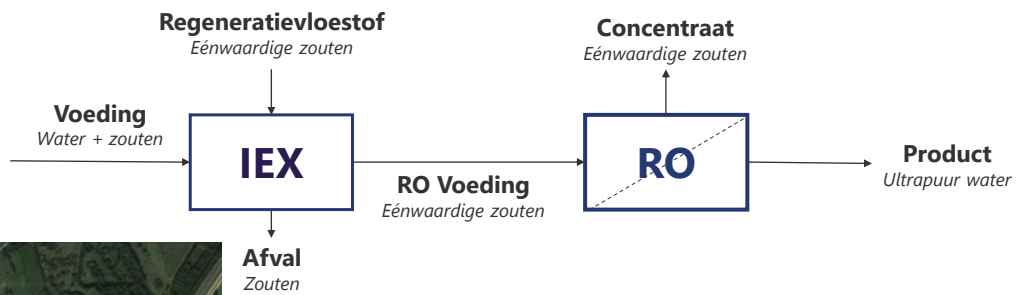 Regeneratievloestof
Eénwaardige zouten
Concentraat
Eénwaardige zouten
Voeding
Water + zouten
IEX
RO
Product
Ultrapuur water
RO Voeding
Eénwaardige zouten
Afval
Zouten